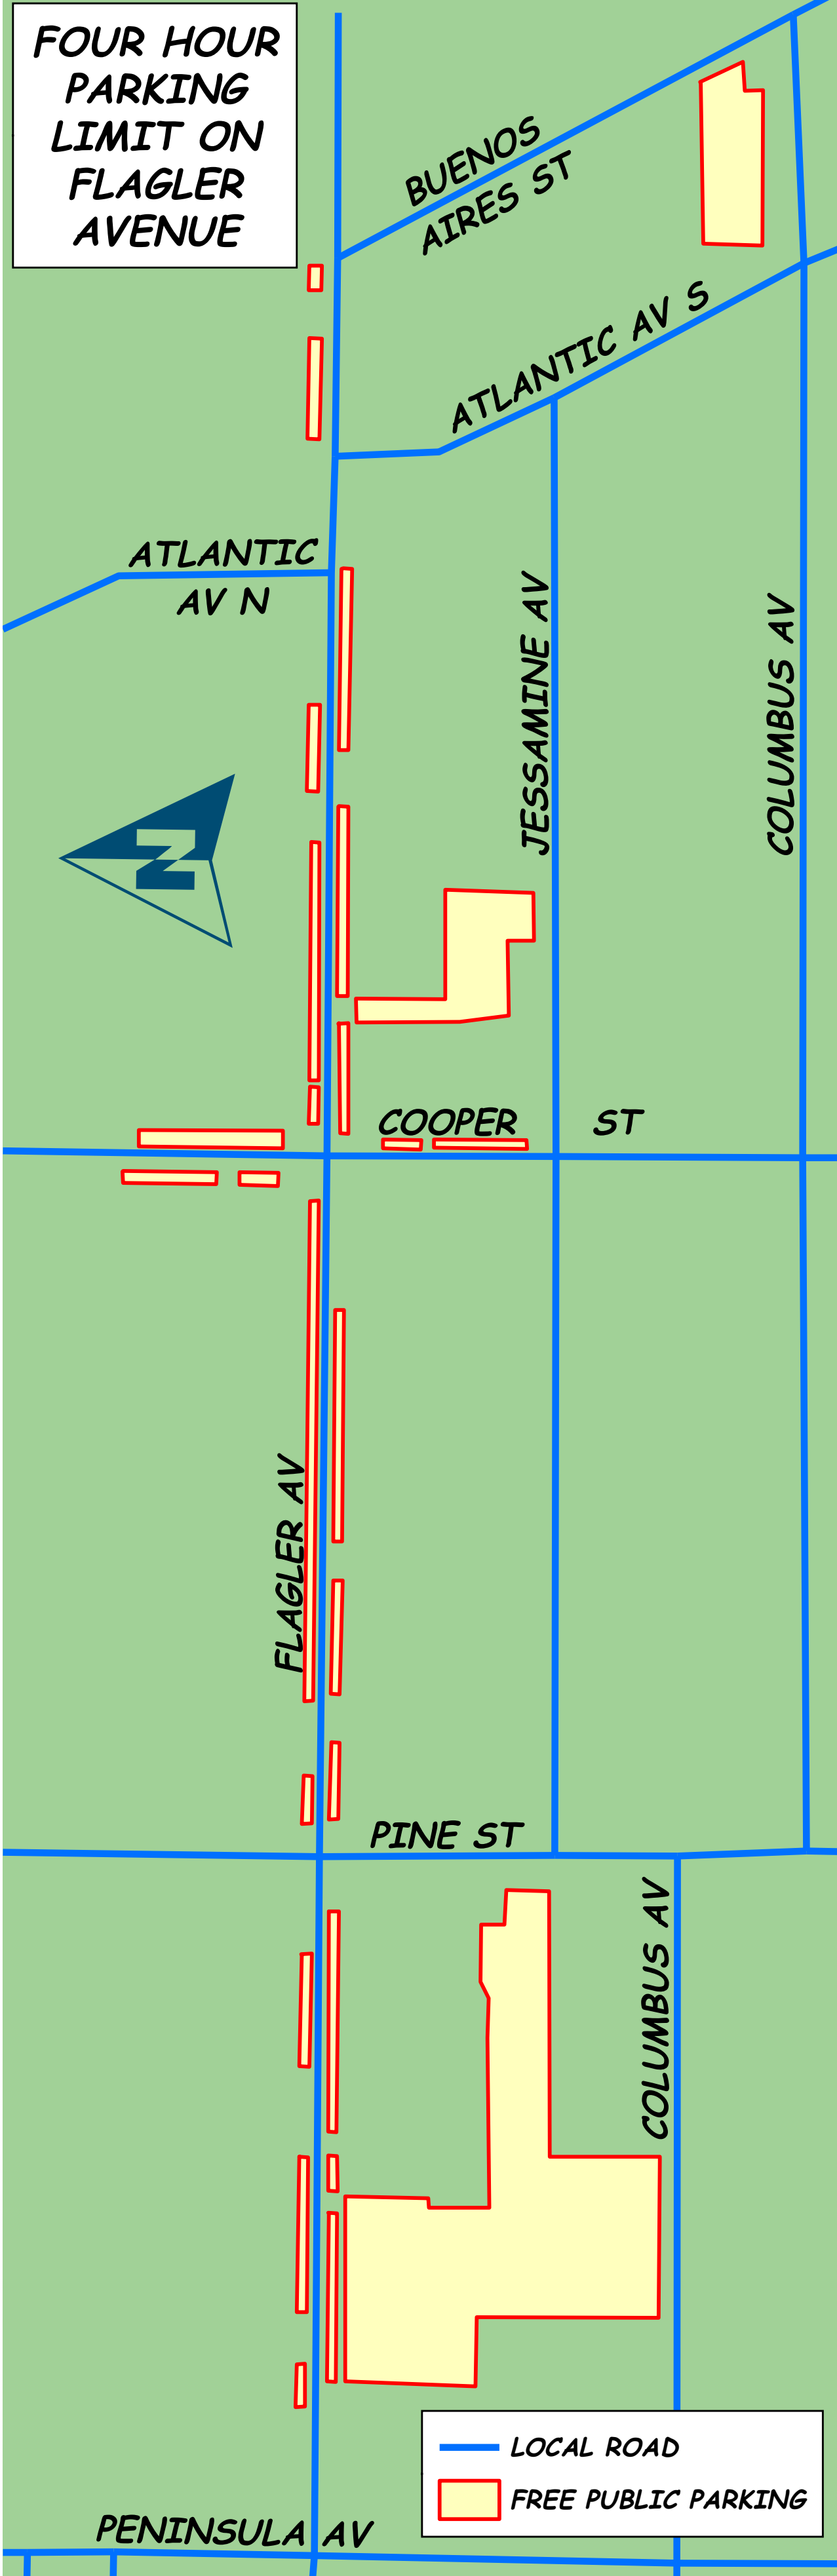 FOUR HOUR
PARKING
LIMIT ON
FLAGLER
AVENUE
BUENOS
AIRES ST
ATLANTIC AV S
ATLANTIC
AV N
JESSAMINE AV
COLUMBUS AV
N
COOPER ST
FLAGLER AV
PINE ST
COLUMBUS AV
LOCAL ROAD
FREE PUBLIC PARKING
PENINSULA AV